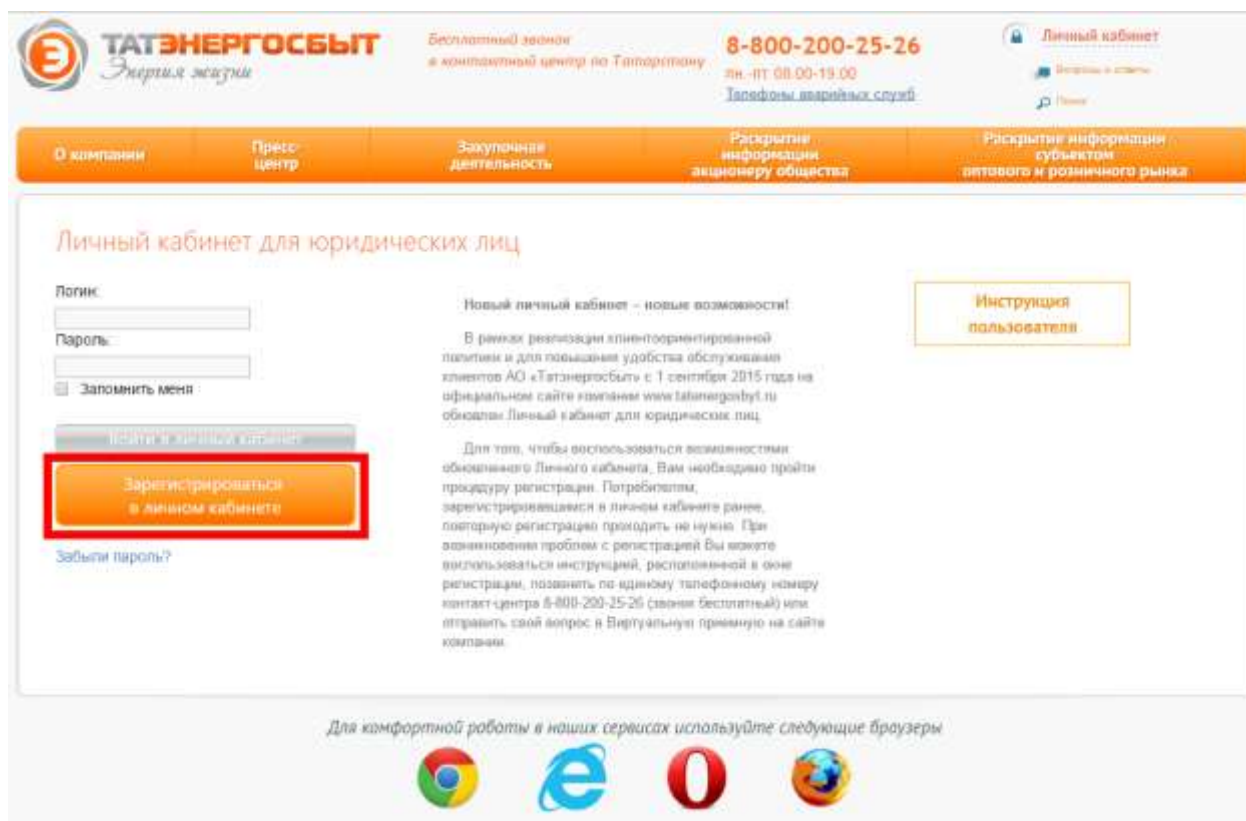 ТАТЭНЕРГОСБЫТ
Энергия жизни
Бесплатный звонок
в контактный центр по Татарстану
8-800-200-25-26
пн.-пт. 08.00-19.00
Телефоны аварийных служб
Личный кабинет
Вопросы и ответы
Поиск
О компании
Пресс-
центр
Закупочная
деятельность
Раскрытие
информации
акционеру общества
Раскрытие информации
субъектом
оптового и розничного рынка
Личный кабинет для юридических лиц
Логин:
Пароль:
Запомнить меня
Войти в личный кабинет
Зарегистрироваться
в личном кабинете
Забыли пароль?
Новый личный кабинет – новые возможности!
В рамках реализации клиентоориентированной
политики и для повышения удобства обслуживания
клиентов АО «Татэнергосбыт» с 1 сентября 2015 года на
официальном сайте компании www.tatenergosbyt.ru
обновлен Личный кабинет для юридических лиц.
Для того, чтобы воспользоваться возможностями
обновленного Личного кабинета, Вам необходимо пройти
процедуру регистрации. Потребителям,
зарегистрировавшимся в личном кабинете ранее,
повторную регистрацию проходить не нужно. При
возникновении проблем с регистрацией Вы можете
воспользоваться инструкцией, расположенной в окне
регистрации, позвонить по единому телефонному номеру
контакт-центра 8-800-200-25-26 (звонок бесплатный) или
отправить свой вопрос в Виртуальную приемную на сайте
компании.
Инструкция
пользователя
Для комфортной работы в наших сервисах используйте следующие браузеры